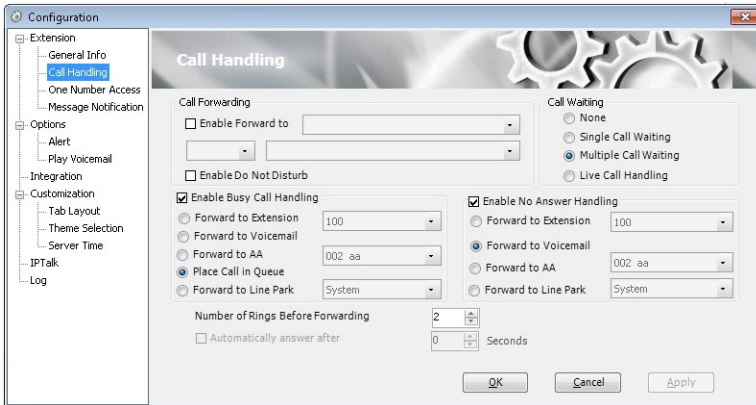 Configuration
Extension
General Info
Call Handling
One Number Access
Message Notification
Options
Alert
Play Voicemail
Integration
Customization
Tab Layout
Theme Selection
Server Time
IPTalk
Log
Call Handling
Call Forwarding
Enable Forward to
Enable Do Not Disturb
Call Waitiing
None
Single Call Waiting
Multiple Call Waiting
Live Call Handling
Enable Busy Call Handling
Forward to Extension 100
Forward to Voicemail
Forward to AA 002 aa
Place Call in Queue
Forward to Line Park System
Enable No Answer Handling
Forward to Extension 100
Forward to Voicemail
Forward to AA 002 aa
Forward to Line Park System
Number of Rings Before Forwarding 2
Automatically answer after 0 Seconds
OK Cancel Apply